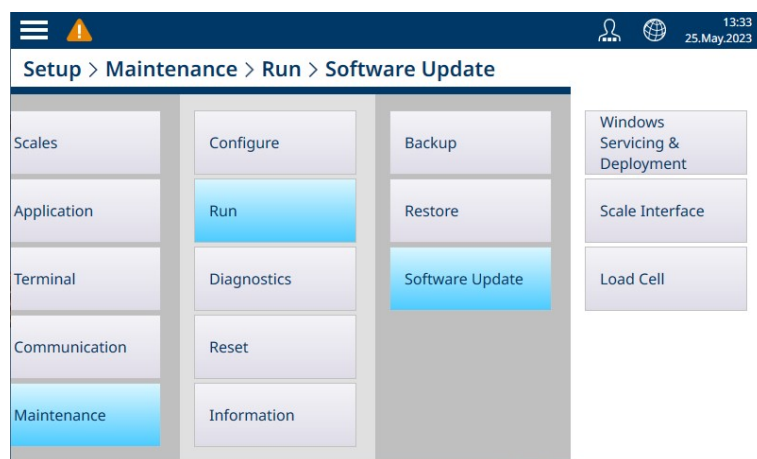 13:33
25.May.2023
Setup > Maintenance > Run > Software Update
Scales
Application
Terminal
Communication
Maintenance
Configure
Run
Diagnostics
Reset
Information
Backup
Restore
Software Update
Windows
Servicing &
Deployment
Scale Interface
Load Cell